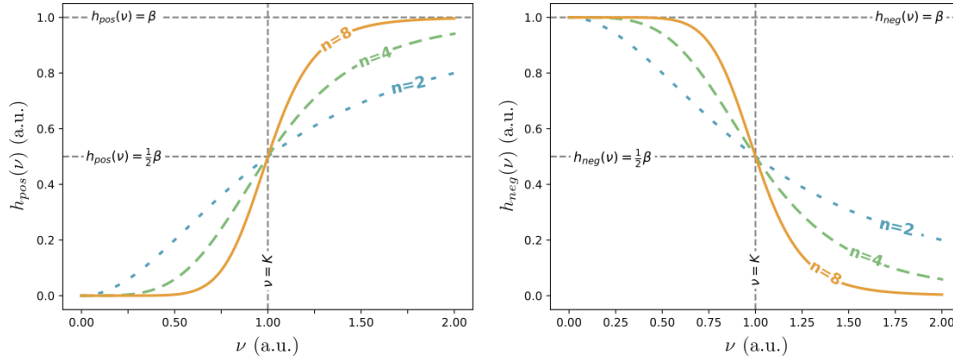 h_pos(ν) = β
1.0
n=8
n=4
0.8
n=2
h_pos(ν) (a.u.)
0.6
h_pos(ν) = ½β
0.4
0.2
ν = K
0.0
0.00 0.50 1.00 1.50 2.00
ν (a.u.)
h_neg(ν) = β
1.0
0.8
h_neg(ν) (a.u.)
0.6
h_neg(ν) = ½β
0.4
n=2
0.2
n=4
n=8
ν = K
0.0
0.00 0.25 0.50 0.75 1.00 1.25 1.50 1.75 2.00
ν (a.u.)